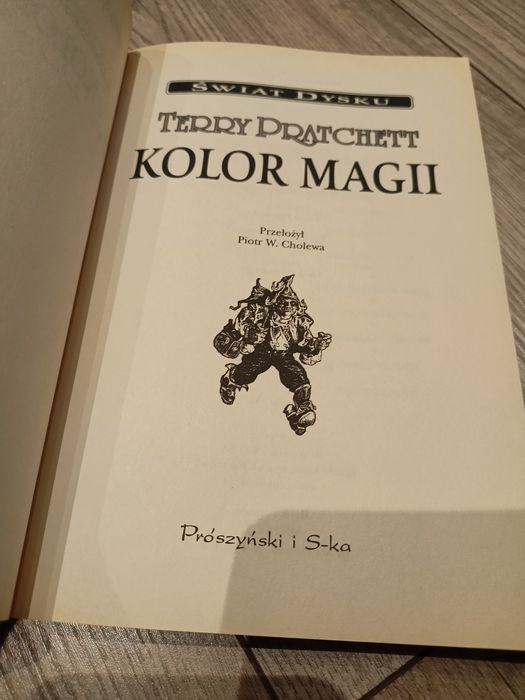 ŚWIAT DYSKU
TERRY PRATCHETT
KOLOR MAGII
Przełożył
Piotr W. Cholewa
Prószyński i S-ka